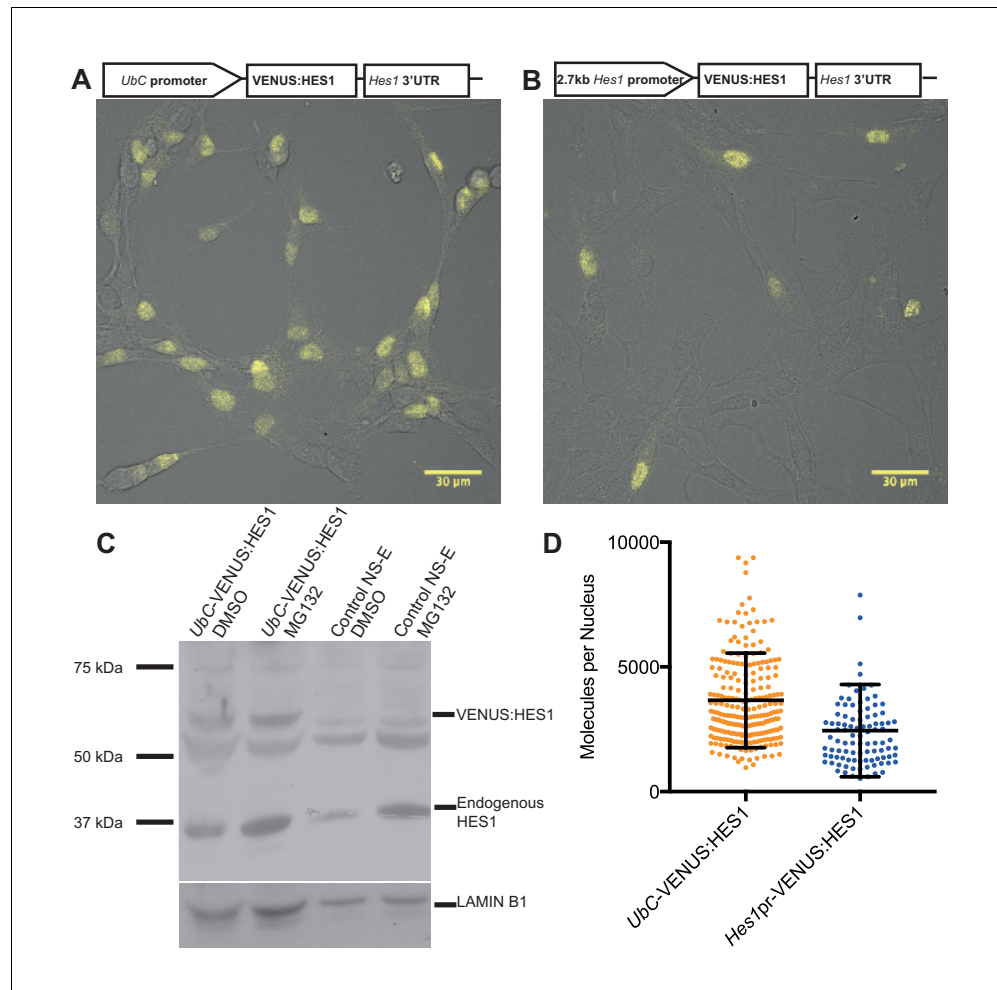 A
UbC promoter
VENUS:HES1
Hes1 3'UTR
30 µm
B
2.7kb Hes1 promoter
VENUS:HES1
Hes1 3'UTR
30 µm
C
UbC-VENUS:HES1
DMSO
UbC-VENUS:HES1
MG132
Control NS-E
DMSO
Control NS-E
MG132
75 kDa
50 kDa
37 kDa
VENUS:HES1
Endogenous
HES1
LAMIN B1
D
Molecules per Nucleus
10000
5000
0
UbC-VENUS:HES1
Hes1pr-VENUS:HES1